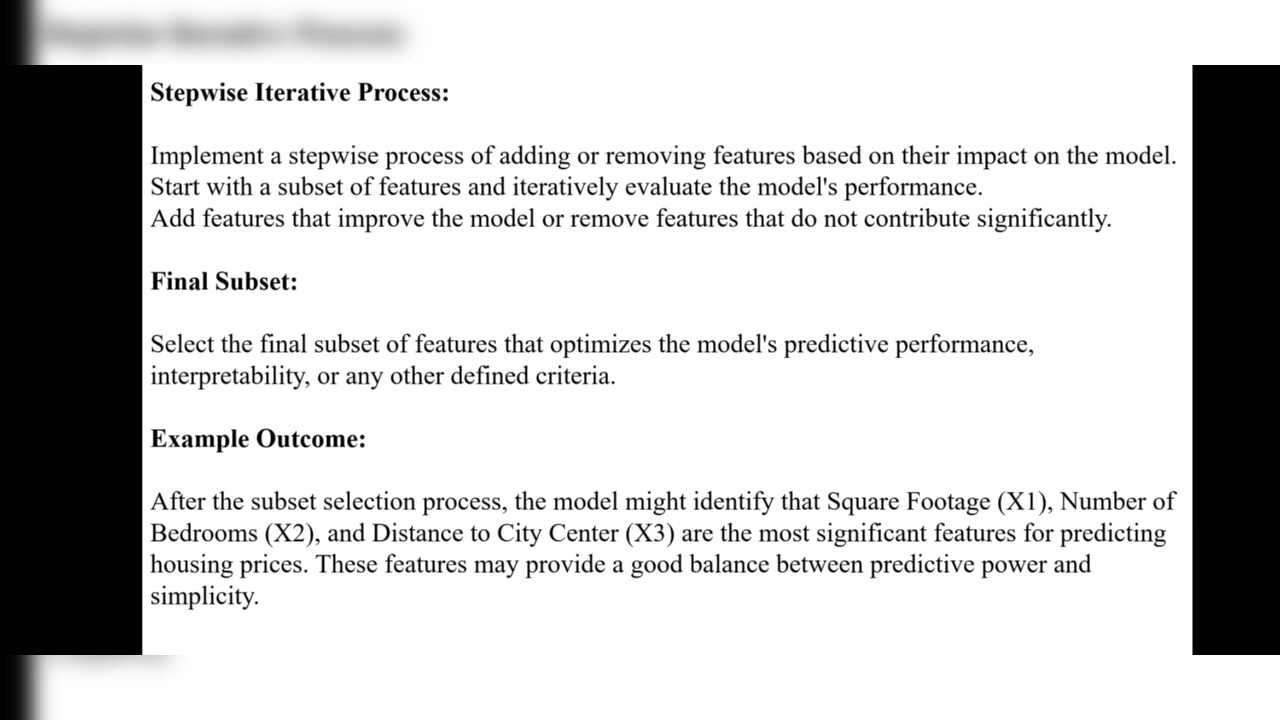 Stepwise Iterative Process:
Implement a stepwise process of adding or removing features based on their impact on the model.
Start with a subset of features and iteratively evaluate the model's performance.
Add features that improve the model or remove features that do not contribute significantly.
Final Subset:
Select the final subset of features that optimizes the model's predictive performance,
interpretability, or any other defined criteria.
Example Outcome:
After the subset selection process, the model might identify that Square Footage (X1), Number of
Bedrooms (X2), and Distance to City Center (X3) are the most significant features for predicting
housing prices. These features may provide a good balance between predictive power and
simplicity.